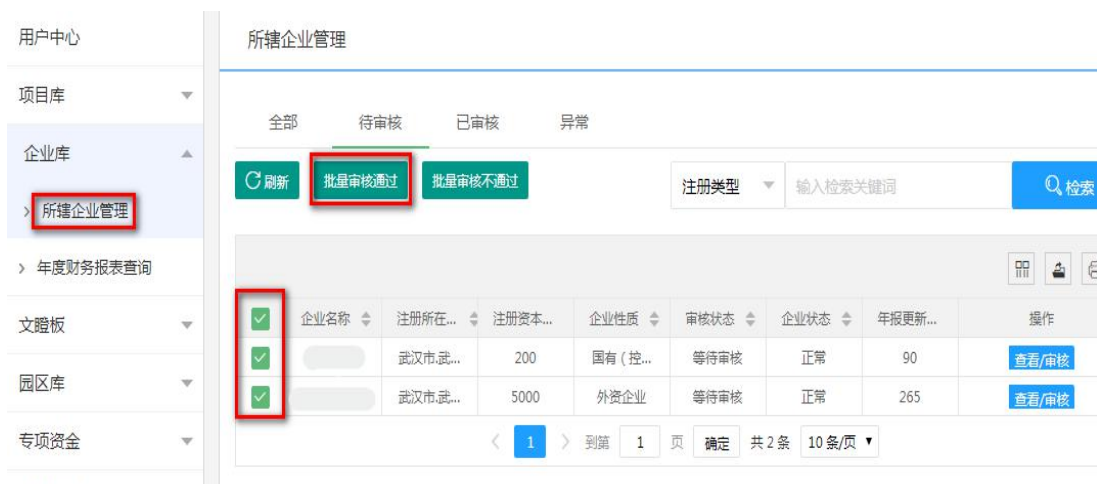 用户中心
项目库
企业库
所辖企业管理
年度财务报表查询
文瞪板
园区库
专项资金
所辖企业管理
全部 待审核 已审核 异常
刷新 批量审核通过 批量审核不通过 注册类型 输入检索关键词 检索
企业名称 注册所在... 注册资本... 企业性质 审核状态 企业状态 年报更新... 操作
武汉市.武... 200 国有（控... 等待审核 正常 90 查看/审核
武汉市.武... 5000 外资企业 等待审核 正常 265 查看/审核
1 到第 1 页 确定 共 2 条 10 条/页